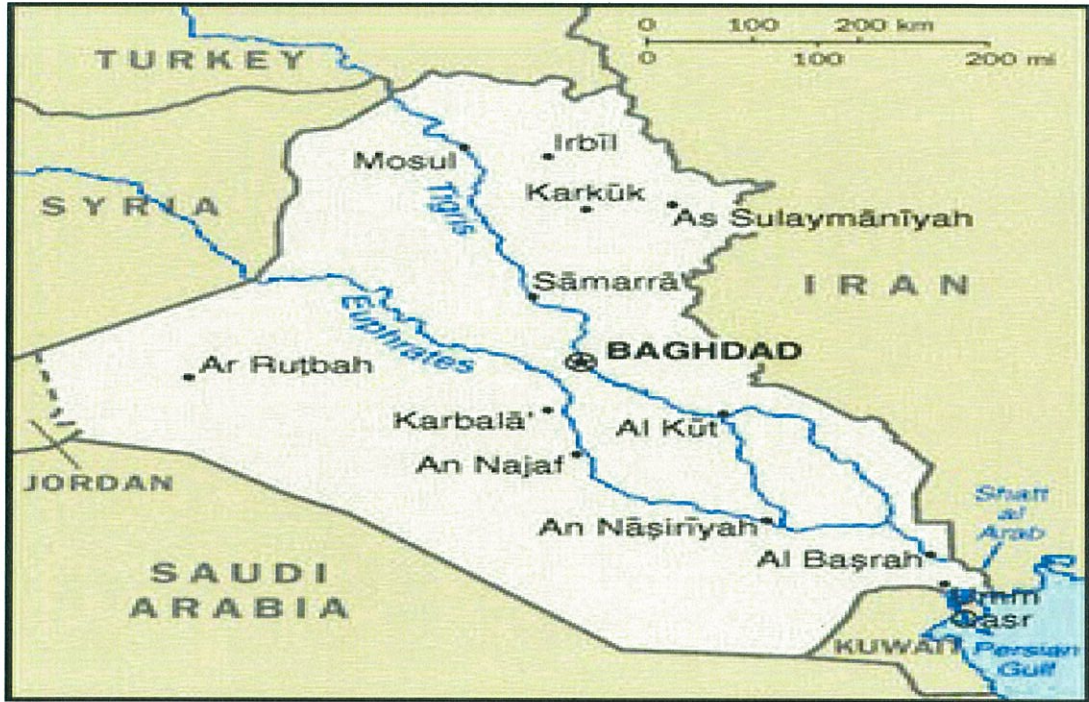 0 100 200 km
0 100 200 mi
TURKEY
Irbīl
Mosul
Karkūk
Tigris
SYRIA
As Sulaymānīyah
Sāmarrā'
IRAN
Euphrates
BAGHDAD
Ar Ruṭbah
Karbalā'
Al Kūt
An Najaf
JORDAN
Shatt
al
Arab
An Nāṣirīyah
Al Baṣrah
SAUDI
ARABIA
Umm
Qasr
KUWAIT
Persian
Gulf